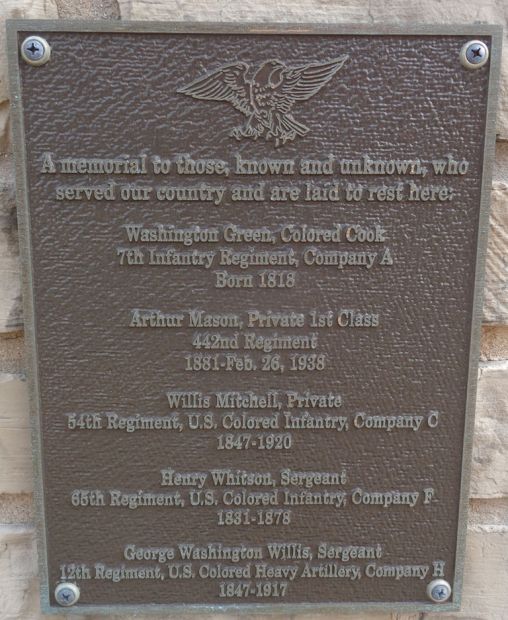 A memorial to those, known and unknown, who
served our country and are laid to rest here:
Washington Green, Colored Cook
7th Infantry Regiment, Company A
Born 1818
Arthur Mason, Private 1st Class
442nd Regiment
1881-Feb. 26, 1938
Willis Mitchell, Private
54th Regiment, U.S. Colored Infantry, Company C
1847-1920
Henry Whitson, Sergeant
65th Regiment, U.S. Colored Infantry, Company F
1831-1878
George Washington Willis, Sergeant
12th Regiment, U.S. Colored Heavy Artillery, Company H
1847-1917